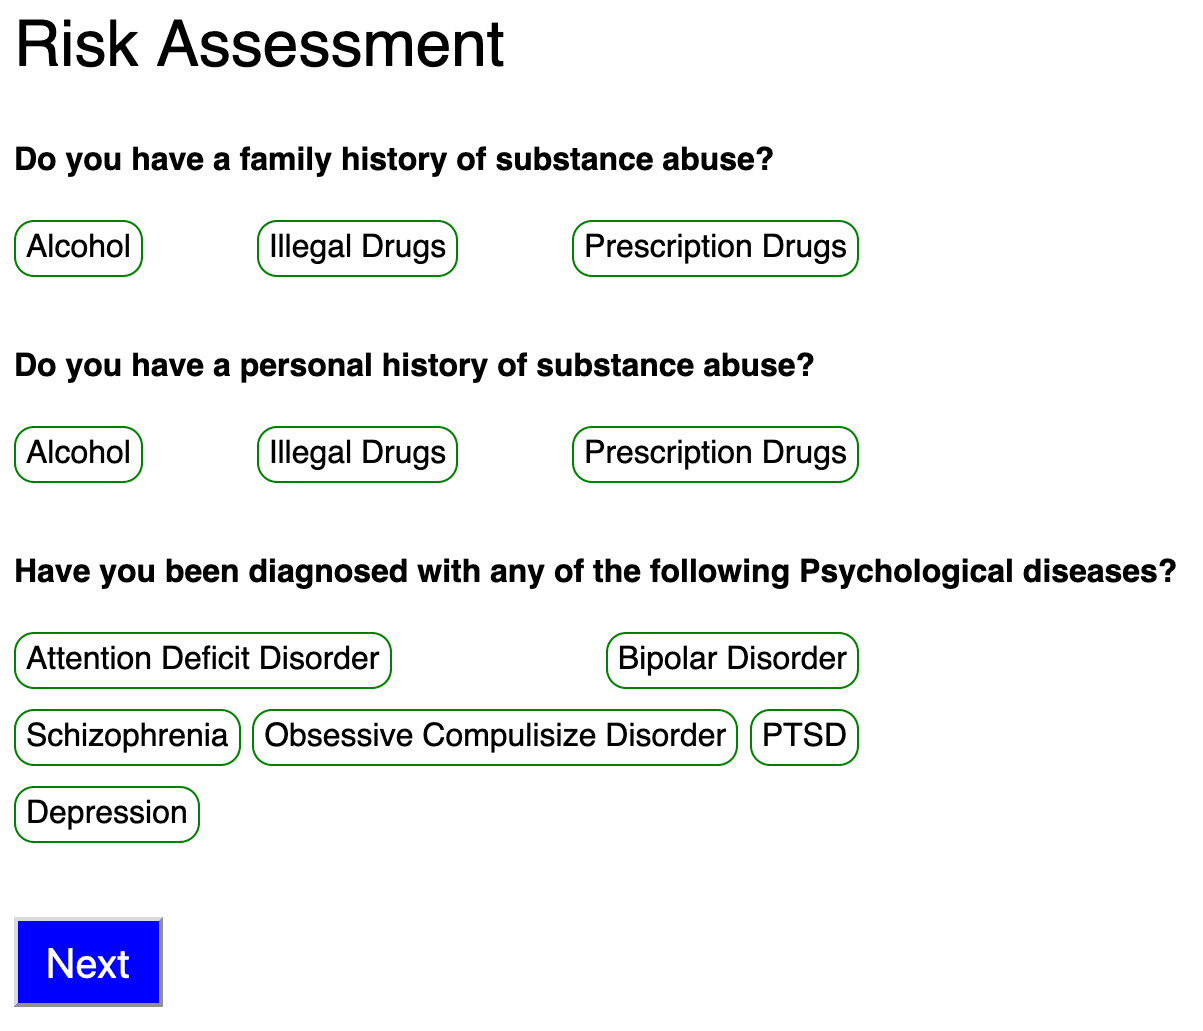 Risk Assessment
Do you have a family history of substance abuse?
Alcohol Illegal Drugs Prescription Drugs
Do you have a personal history of substance abuse?
Alcohol Illegal Drugs Prescription Drugs
Have you been diagnosed with any of the following Psychological diseases?
Attention Deficit Disorder Bipolar Disorder
Schizophrenia Obsessive Compulisize Disorder PTSD
Depression
Next